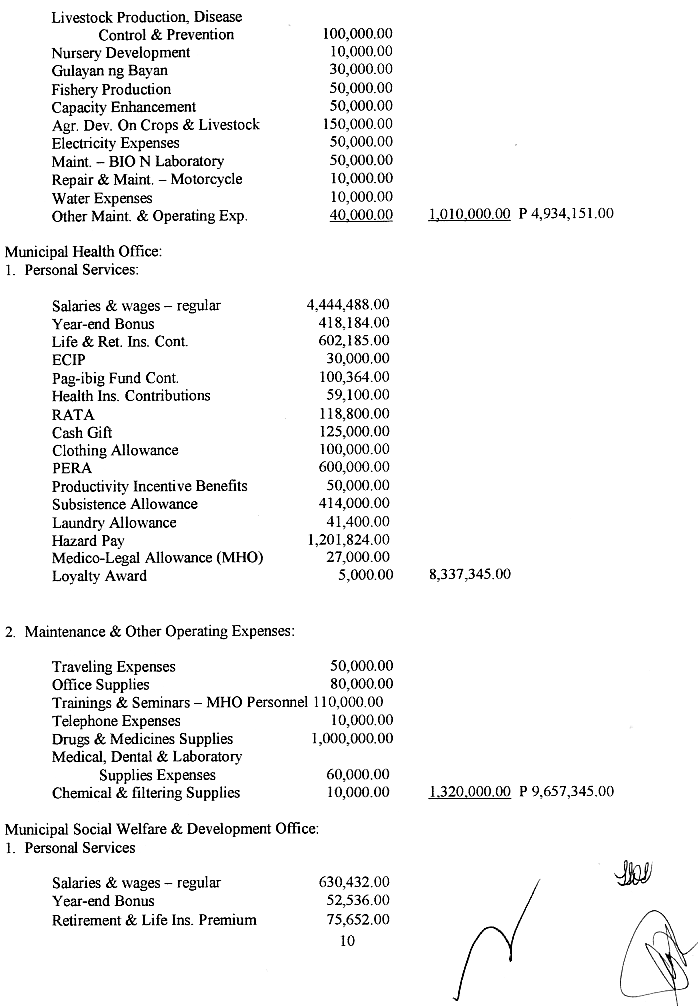 Livestock Production, Disease
Control & Prevention 100,000.00
Nursery Development 10,000.00
Gulayan ng Bayan 30,000.00
Fishery Production 50,000.00
Capacity Enhancement 50,000.00
Agr. Dev. On Crops & Livestock 150,000.00
Electricity Expenses 50,000.00
Maint. – BIO N Laboratory 50,000.00
Repair & Maint. – Motorcycle 10,000.00
Water Expenses 10,000.00
Other Maint. & Operating Exp. 40,000.00 1,010,000.00 P 4,934,151.00
Municipal Health Office:
1. Personal Services:
Salaries & wages – regular 4,444,488.00
Year-end Bonus 418,184.00
Life & Ret. Ins. Cont. 602,185.00
ECIP 30,000.00
Pag-ibig Fund Cont. 100,364.00
Health Ins. Contributions 59,100.00
RATA 118,800.00
Cash Gift 125,000.00
Clothing Allowance 100,000.00
PERA 600,000.00
Productivity Incentive Benefits 50,000.00
Subsistence Allowance 414,000.00
Laundry Allowance 41,400.00
Hazard Pay 1,201,824.00
Medico-Legal Allowance (MHO) 27,000.00
Loyalty Award 5,000.00 8,337,345.00
2. Maintenance & Other Operating Expenses:
Traveling Expenses 50,000.00
Office Supplies 80,000.00
Trainings & Seminars – MHO Personnel 110,000.00
Telephone Expenses 10,000.00
Drugs & Medicines Supplies 1,000,000.00
Medical, Dental & Laboratory
Supplies Expenses 60,000.00
Chemical & filtering Supplies 10,000.00 1,320,000.00 P 9,657,345.00
Municipal Social Welfare & Development Office:
1. Personal Services
Salaries & wages – regular 630,432.00
Year-end Bonus 52,536.00
Retirement & Life Ins. Premium 75,652.00
10